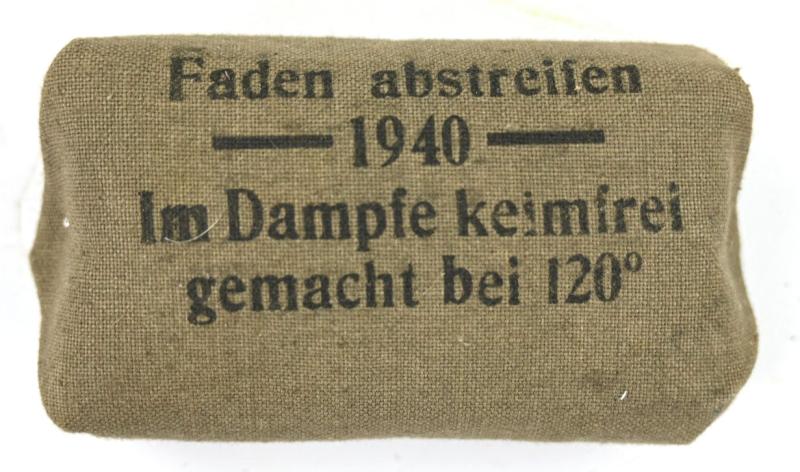 Faden abstreifen
— 1940 —
Im Dampfe keimfrei
gemacht bei 120°